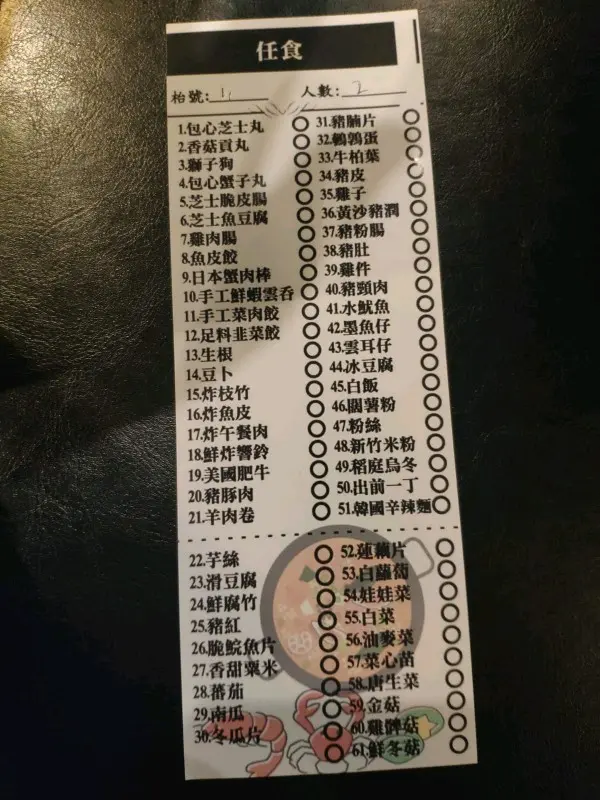 任食
枱號: 4
人數: 2
1.包心芝士丸
2.香菇貢丸
3.獅子狗
4.包心蟹子丸
5.芝士脆皮腸
6.芝士魚豆腐
7.雞肉腸
8.魚皮餃
9.日本蟹肉棒
10.手工鮮蝦雲吞
11.手工菜肉餃
12.足料韭菜餃
13.生根
14.豆卜
15.炸枝竹
16.炸魚皮
17.炸午餐肉
18.鮮炸響鈴
19.美國肥牛
20.豬豚肉
21.羊肉卷
22.芋絲
23.滑豆腐
24.鮮腐竹
25.豬紅
26.脆鯇魚片
27.香甜粟米
28.蕃茄
29.南瓜
30.冬瓜片
31.豬腩片
32.鵪鶉蛋
33.牛柏葉
34.豬皮
35.雞子
36.黃沙豬潤
37.豬粉腸
38.豬肚
39.雞件
40.豬頸肉
41.水魷魚
42.墨魚仔
43.雲耳仔
44.冰豆腐
45.白飯
46.闊薯粉
47.粉絲
48.新竹米粉
49.稻庭烏冬
50.出前一丁
51.韓國辛辣麵
52.蓮藕片
53.白蘿蔔
54.娃娃菜
55.白菜
56.油麥菜
57.菜心苗
58.唐生菜
59.金菇
60.雞髀菇
61.鮮冬菇